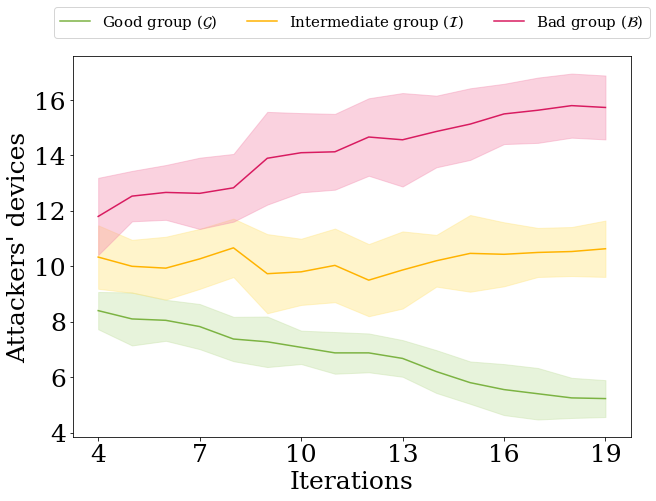 Good group (𝒢) Intermediate group (ℐ) Bad group (ℬ)
16
14
12
10
8
6
4
Attackers' devices
4 7 10 13 16 19
Iterations